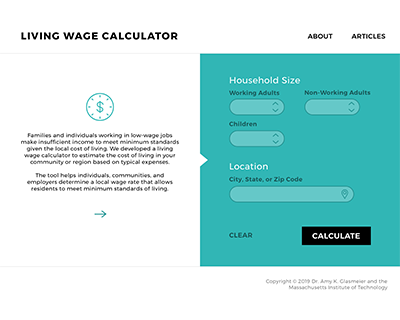 LIVING WAGE CALCULATOR
ABOUT ARTICLES
$
Families and individuals working in low-wage jobs
make insufficient income to meet minimum standards
given the local cost of living. We developed a living
wage calculator to estimate the cost of living in your
community or region based on typical expenses.
The tool helps individuals, communities, and
employers determine a local wage rate that allows
residents to meet minimum standards of living.
Household Size
Working Adults Non-Working Adults
Children
Location
City, State, or Zip Code
CLEAR CALCULATE
Copyright © 2019 Dr. Amy K. Glasmeier and the
Massachusetts Institute of Technology